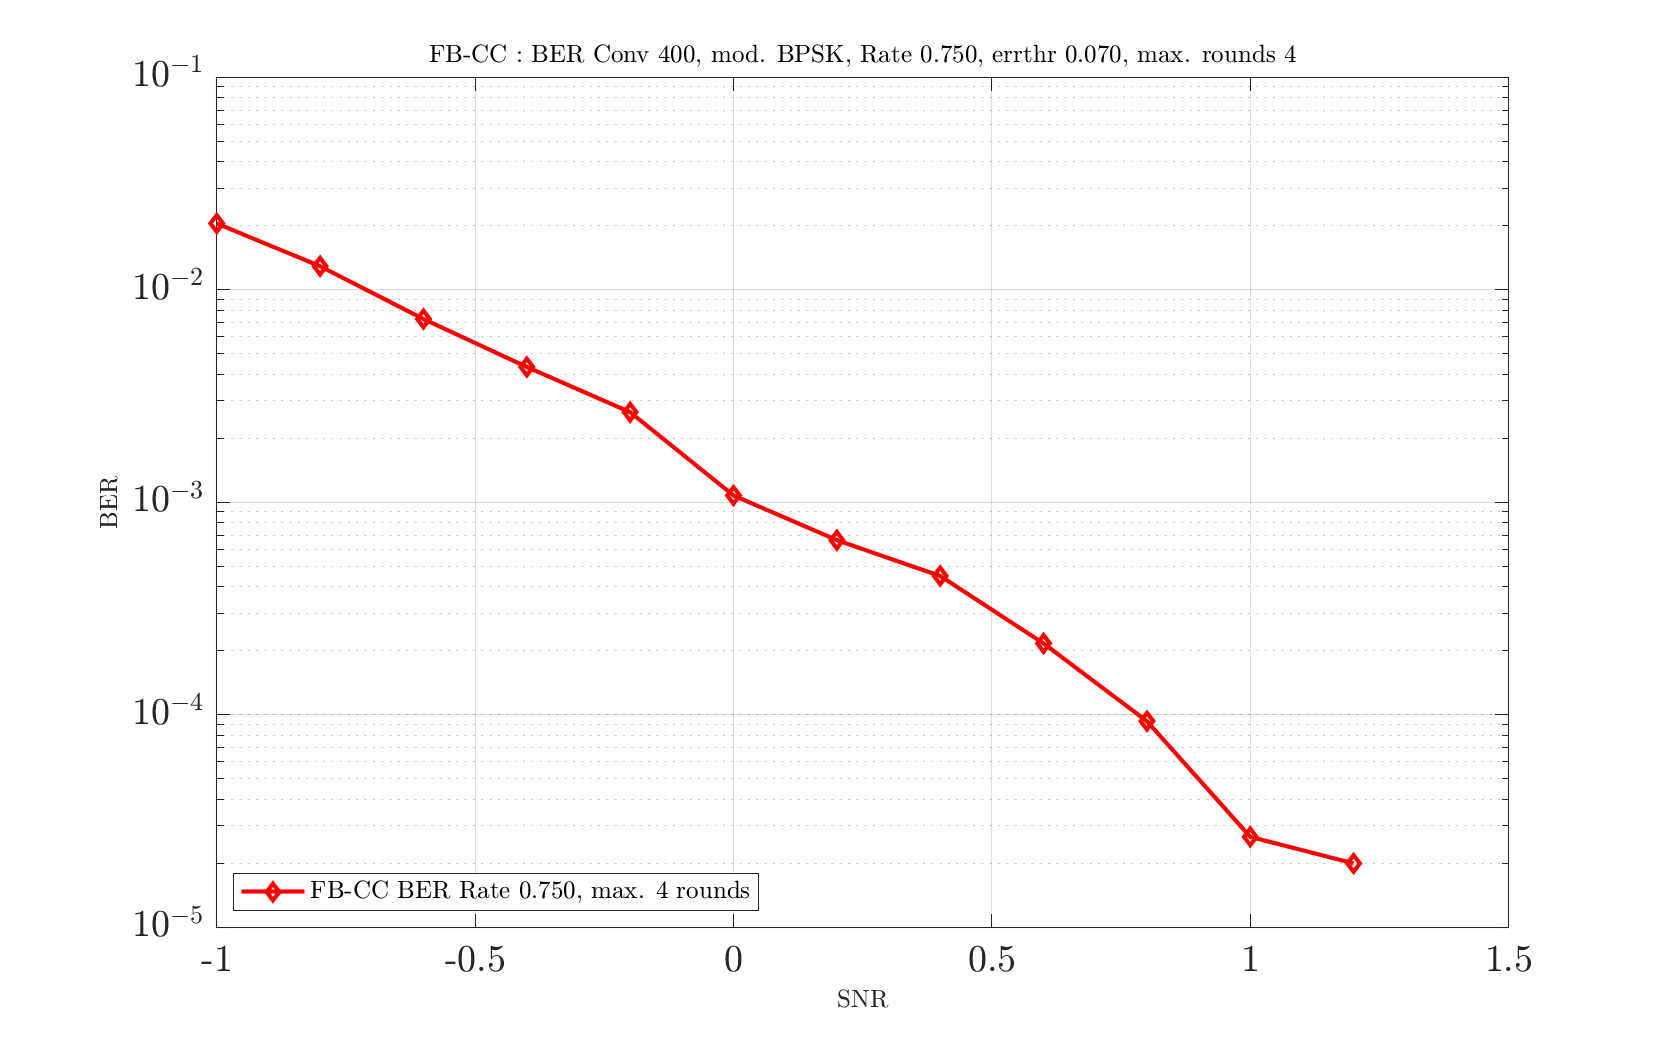 FB-CC : BER Conv 400, mod. BPSK, Rate 0.750, errthr 0.070, max. rounds 4
10⁻¹
10⁻²
10⁻³
10⁻⁴
10⁻⁵
BER
FB-CC BER Rate 0.750, max. 4 rounds
-1 -0.5 0 0.5 1 1.5
SNR